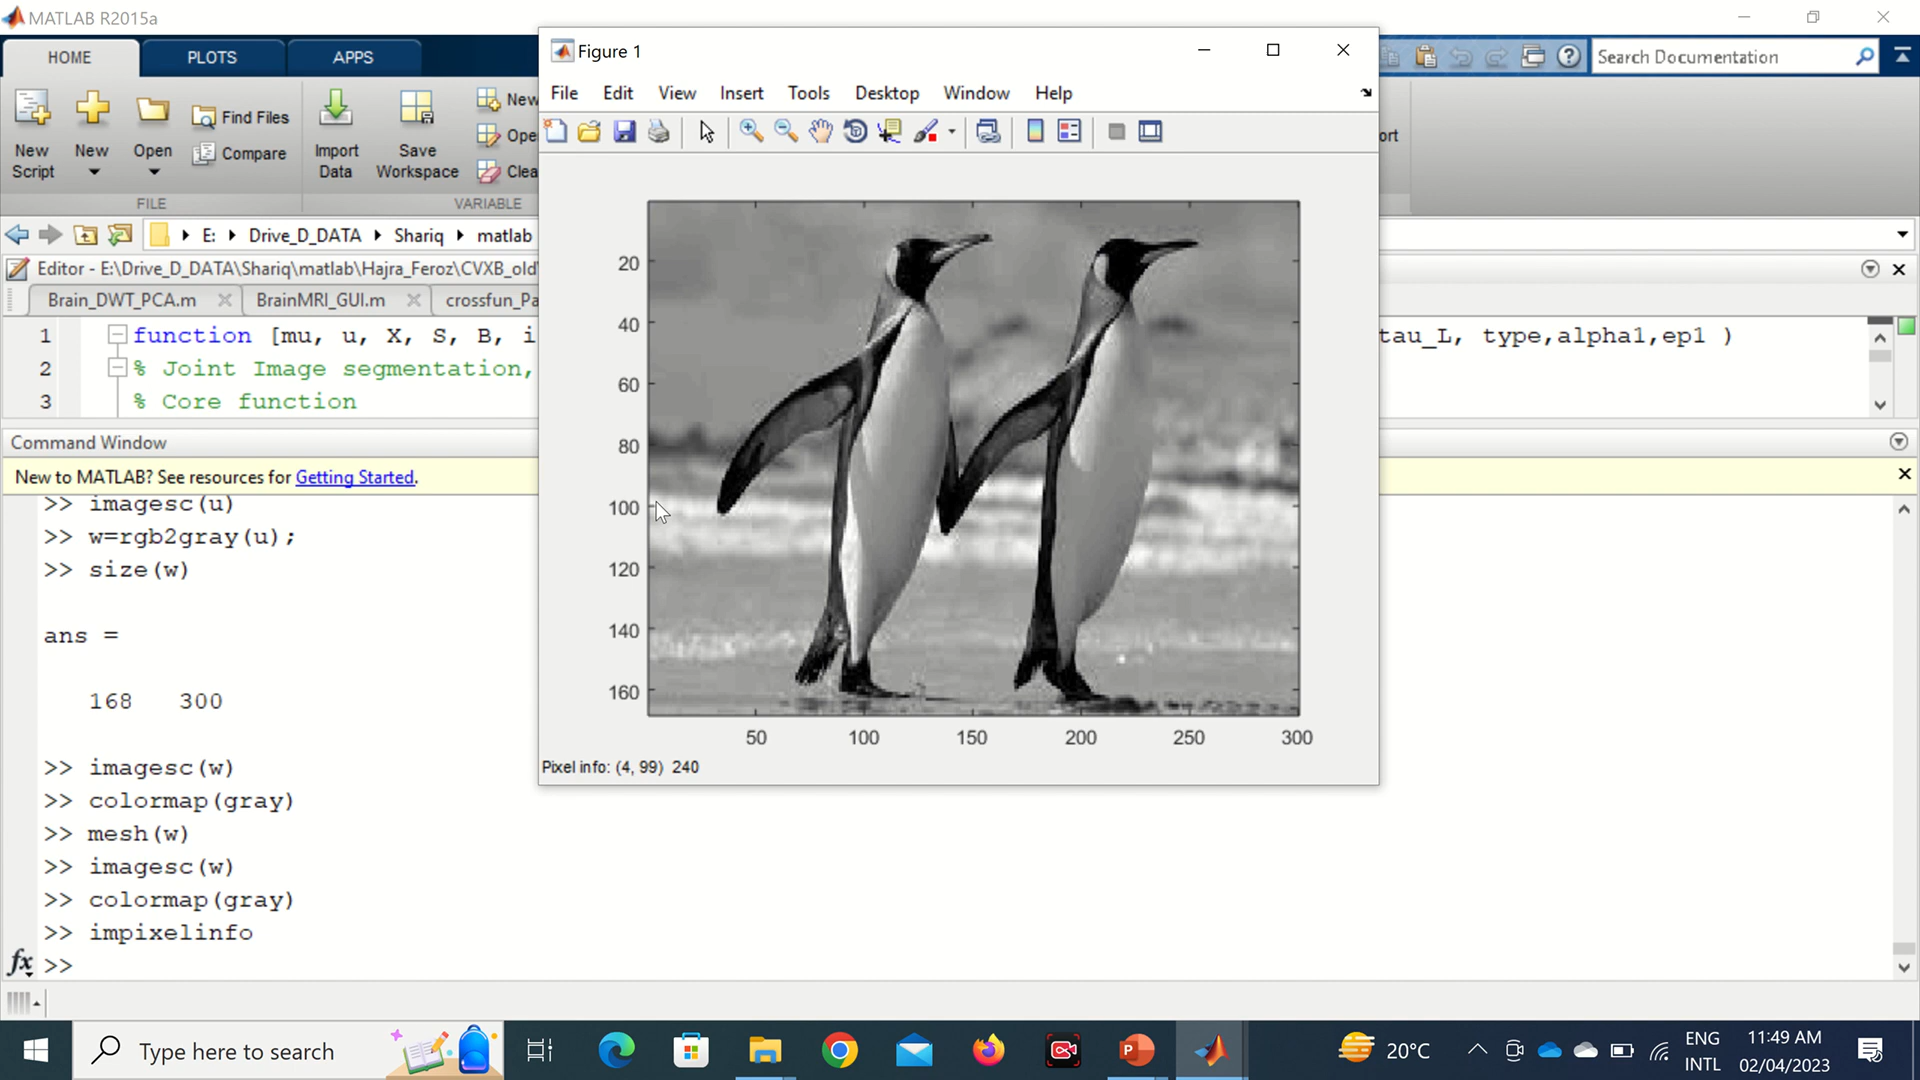 MATLAB R2015a
HOME
PLOTS
APPS
Search Documentation
New Script
New
Open
Find Files
Compare
Import Data
Save Workspace
New
Ope
Clea
ort
FILE
VARIABLE
E:
Drive_D_DATA
Shariq
matlab
Editor - E:\Drive_D_DATA\Shariq\matlab\Hajra_Feroz\CVXB_old\
Brain_DWT_PCA.m
BrainMRI_GUI.m
crossfun_Pa
1 function [mu, u, X, S, B, i
tau_L, type,alpha1,ep1 )
2 % Joint Image segmentation,
3 % Core function
Command Window
New to MATLAB? See resources for Getting Started.
>> imagesc(u)
>> w=rgb2gray(u);
>> size(w)
ans =
168 300
>> imagesc(w)
>> colormap(gray)
>> mesh(w)
>> imagesc(w)
>> colormap(gray)
>> impixelinfo
fx >>
Figure 1
File Edit View Insert Tools Desktop Window Help
20
40
60
80
100
120
140
160
50 100 150 200 250 300
Pixel info: (4, 99) 240
Type here to search
P
20°C
ENG
INTL
11:49 AM
02/04/2023